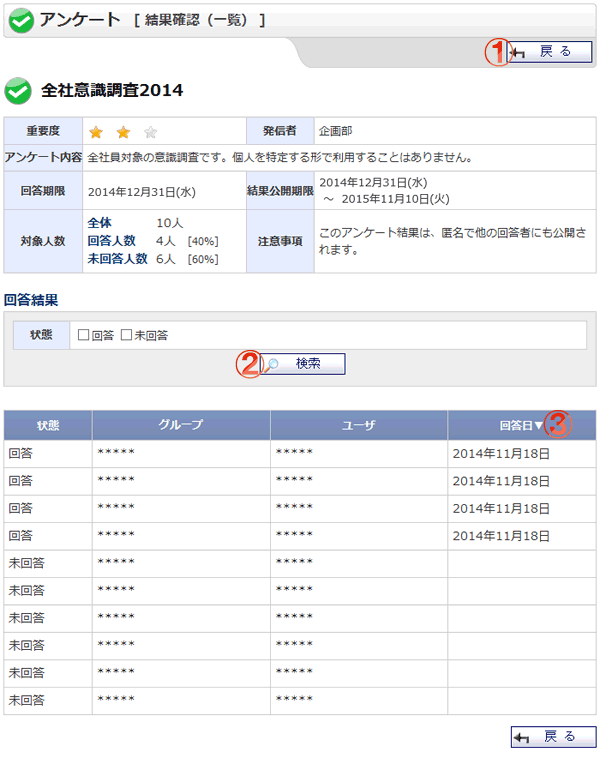 アンケート [ 結果確認（一覧） ]
① 戻る
全社意識調査2014
重要度 発信者 企画部
アンケート内容 全社員対象の意識調査です。個人を特定する形で利用することはありません。
回答期限 2014年12月31日(水) 結果公開期限 2014年12月31日(水)
～ 2015年11月10日(火)
対象人数 全体 10人
回答人数 4人 [40%]
未回答人数 6人 [60%]
注意事項 このアンケート結果は、匿名で他の回答者にも公開さ
れます。
回答結果
状態 回答 未回答
② 検索
状態 グループ ユーザ 回答日▼ ③
回答 ***** ***** 2014年11月18日
回答 ***** ***** 2014年11月18日
回答 ***** ***** 2014年11月18日
回答 ***** ***** 2014年11月18日
未回答 ***** *****
未回答 ***** *****
未回答 ***** *****
未回答 ***** *****
未回答 ***** *****
未回答 ***** *****
戻る